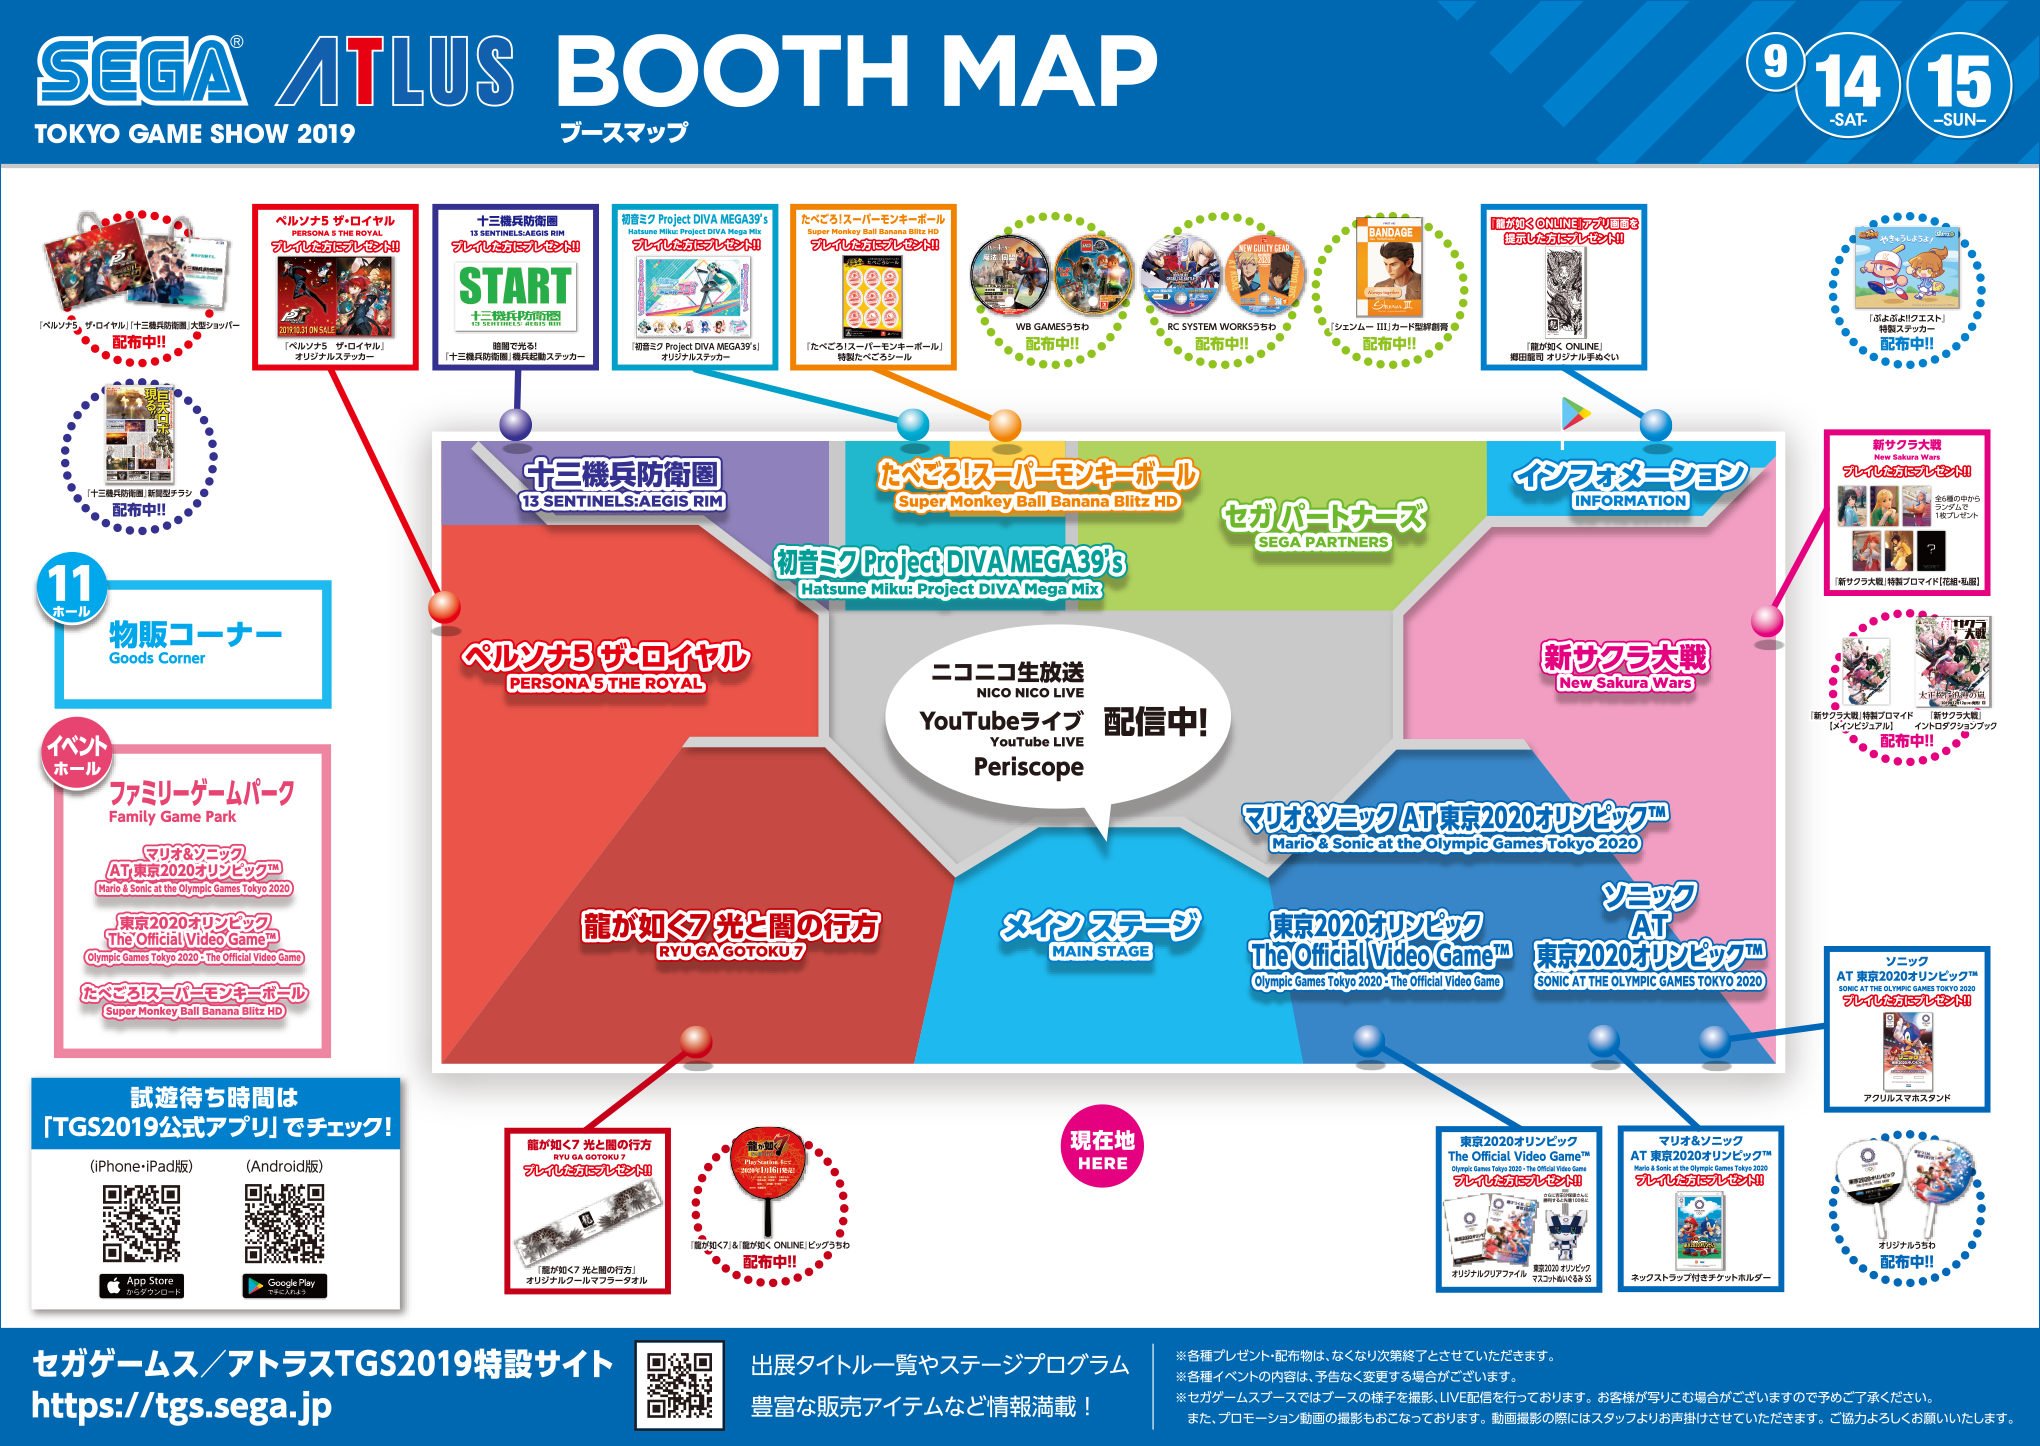 SEGA® ATLUS BOOTH MAP
TOKYO GAME SHOW 2019
ブースマップ
9 14 -SAT- 15 -SUN-
『ペルソナ5 ザ・ロイヤル』『十三機兵防衛圏』大型ショッパー
配布中!!
ペルソナ5 ザ・ロイヤル
PERSONA 5 THE ROYAL
プレイした方にプレゼント!!
2019.10.31 ON SALE
『ペルソナ5 ザ・ロイヤル』
オリジナルステッカー
十三機兵防衛圏
13 SENTINELS:AEGIS RIM
プレイした方にプレゼント!!
START
十三機兵防衛圏
13 SENTINELS: AEGIS RIM
暗闇で光る!
『十三機兵防衛圏』機兵起動ステッカー
初音ミク Project DIVA MEGA39's
Hatsune Miku: Project DIVA Mega Mix
プレイした方にプレゼント!!
『初音ミク Project DIVA MEGA39's』
オリジナルステッカー
たべごろ!スーパーモンキーボール
Super Monkey Ball Banana Blitz HD
プレイした方にプレゼント!!
『たべごろ!スーパーモンキーボール』
特製たべごろシール
WB GAMESうちわ
配布中!!
NEW GUILTY GEAR
RC SYSTEM WORKSうちわ
配布中!!
BANDAGE
Shenmue III
『シェンムー III』カード型絆創膏
配布中!!
『龍が如く ONLINE』アプリ画面を
提示した方にプレゼント!!
『龍が如く ONLINE』
郷田龍司 オリジナル手ぬぐい
やきゅうしようよ!
『ぷよぷよ!!クエスト』
特製ステッカー
配布中!!
巨大ロボ現る!
『十三機兵防衛圏』新聞型チラシ
配布中!!
十三機兵防衛圏
13 SENTINELS:AEGIS RIM
たべごろ!スーパーモンキーボール
Super Monkey Ball Banana Blitz HD
セガ パートナーズ
SEGA PARTNERS
インフォメーション
INFORMATION
初音ミク Project DIVA MEGA39's
Hatsune Miku: Project DIVA Mega Mix
新サクラ大戦
New Sakura Wars
プレイした方にプレゼント!!
全6種の中から
ランダムで
1枚プレゼント
?
『新サクラ大戦』特製ブロマイド【花組・私服】
11
ホール
物販コーナー
Goods Corner
ペルソナ5 ザ・ロイヤル
PERSONA 5 THE ROYAL
ニコニコ生放送
NICO NICO LIVE
YouTubeライブ
YouTube LIVE
Periscope
配信中!
新サクラ大戦
New Sakura Wars
『新サクラ大戦』特製ブロマイド
【メインビジュアル】
『新サクラ大戦』
イントロダクションブック
配布中!!
イベント
ホール
ファミリーゲームパーク
Family Game Park
マリオ&ソニック
AT 東京2020オリンピック™
Mario & Sonic at the Olympic Games Tokyo 2020
東京2020オリンピック
The Official Video Game™
Olympic Games Tokyo 2020 - The Official Video Game
たべごろ!スーパーモンキーボール
Super Monkey Ball Banana Blitz HD
龍が如く7 光と闇の行方
RYU GA GOTOKU 7
メイン ステージ
MAIN STAGE
マリオ&ソニック AT 東京2020オリンピック™
Mario & Sonic at the Olympic Games Tokyo 2020
東京2020オリンピック
The Official Video Game™
Olympic Games Tokyo 2020 - The Official Video Game
ソニック
AT
東京2020オリンピック™
SONIC AT THE OLYMPIC GAMES TOKYO 2020
ソニック
AT 東京2020オリンピック™
SONIC AT THE OLYMPIC GAMES TOKYO 2020
プレイした方にプレゼント!!
アクリルスマホスタンド
試遊待ち時間は
「TGS2019公式アプリ」でチェック!
(iPhone・iPad版)
(Android版)
App Store
からダウンロード
Google Play
で手に入れよう
龍が如く7 光と闇の行方
RYU GA GOTOKU 7
プレイした方にプレゼント!!
『龍が如く7 光と闇の行方』
オリジナルクールマフラータオル
龍が如く7
PlayStation 4にて
2020年1月16日発売!
『龍が如く7』&『龍が如く ONLINE』ビッグうちわ
配布中!!
現在地
HERE
東京2020オリンピック
The Official Video Game™
Olympic Games Tokyo 2020 - The Official Video Game
プレイした方にプレゼント!!
オリジナルクリアファイル
東京2020 オリンピック
マスコットぬいぐるみ SS
マリオ&ソニック
AT 東京2020オリンピック™
Mario & Sonic at the Olympic Games Tokyo 2020
プレイした方にプレゼント!!
ネックストラップ付きチケットホルダー
オリジナルうちわ
配布中!!
セガゲームス／アトラスTGS2019特設サイト
https://tgs.sega.jp
出展タイトル一覧やステージプログラム
豊富な販売アイテムなど情報満載！
※各種プレゼント・配布物は、なくなり次第終了とさせていただきます。
※各種イベントの内容は、予告なく変更する場合がございます。
※セガゲームスブースではブースの様子を撮影、LIVE配信を行っております。お客様が写りこむ場合がございますので予めご了承ください。
また、プロモーション動画の撮影もおこなっております。動画撮影の際にはスタッフよりお声掛けさせていただきます。ご協力よろしくお願いいたします。